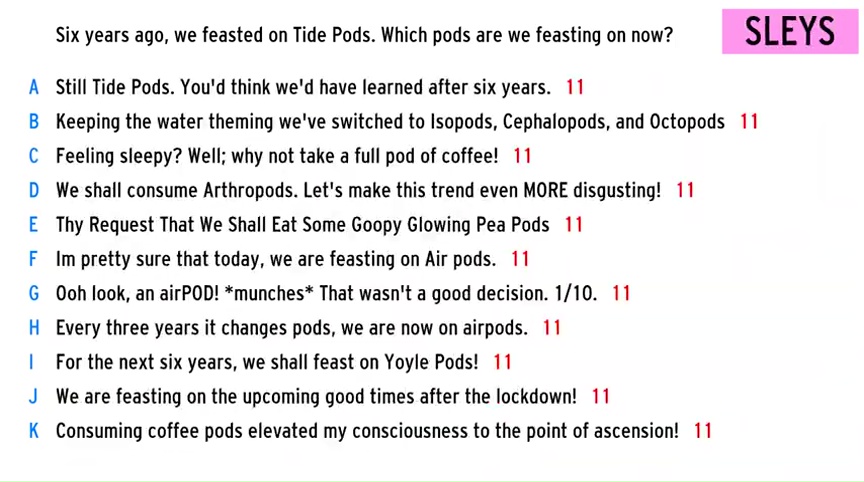 Six years ago, we feasted on Tide Pods. Which pods are we feasting on now?
SLEYS
A Still Tide Pods. You'd think we'd have learned after six years. 11
B Keeping the water theming we've switched to Isopods, Cephalopods, and Octopods 11
C Feeling sleepy? Well; why not take a full pod of coffee! 11
D We shall consume Arthropods. Let's make this trend even MORE disgusting! 11
E Thy Request That We Shall Eat Some Goopy Glowing Pea Pods 11
F Im pretty sure that today, we are feasting on Air pods. 11
G Ooh look, an airPOD! *munches* That wasn't a good decision. 1/10. 11
H Every three years it changes pods, we are now on airpods. 11
I For the next six years, we shall feast on Yoyle Pods! 11
J We are feasting on the upcoming good times after the lockdown! 11
K Consuming coffee pods elevated my consciousness to the point of ascension! 11